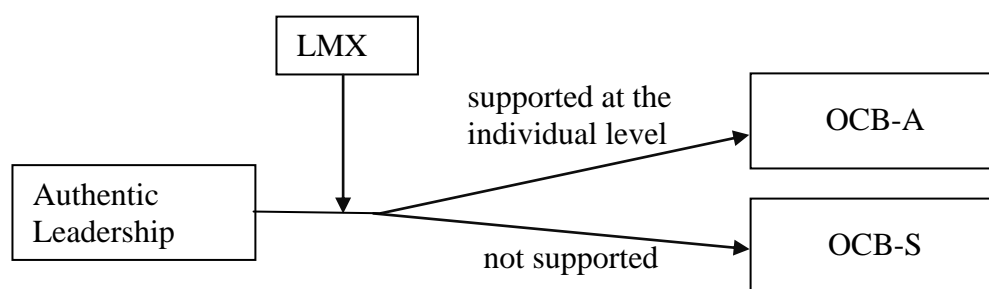 LMX
supported at the
individual level
OCB-A
Authentic
Leadership
not supported
OCB-S